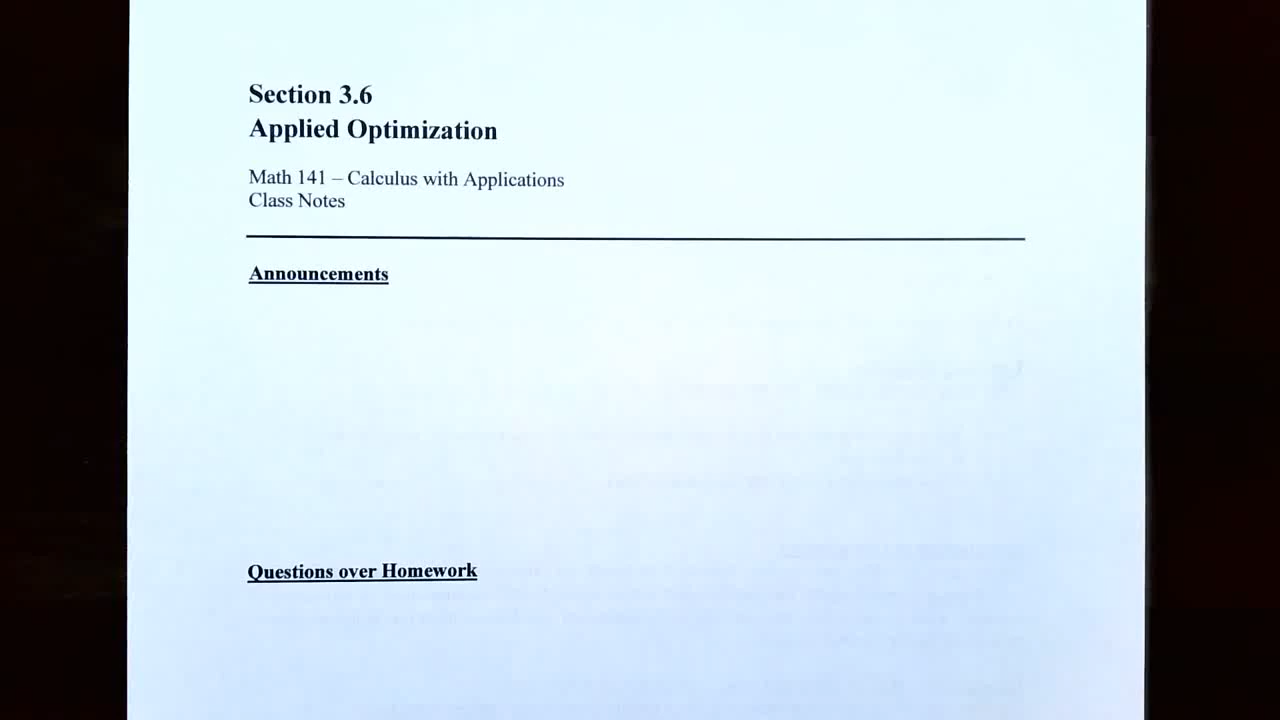 Section 3.6
Applied Optimization
Math 141 – Calculus with Applications
Class Notes
Announcements
Questions over Homework